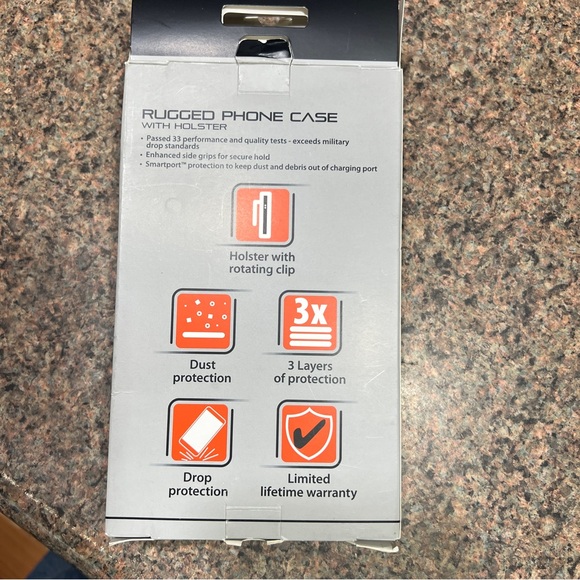 RUGGED PHONE CASE
WITH HOLSTER
• Passed 33 performance and quality tests - exceeds military
drop standards
• Enhanced side grips for secure hold
• Smartport™ protection to keep dust and debris out of charging port
Holster with
rotating clip
3x
Dust
protection
3 Layers
of protection
Drop
protection
Limited
lifetime warranty